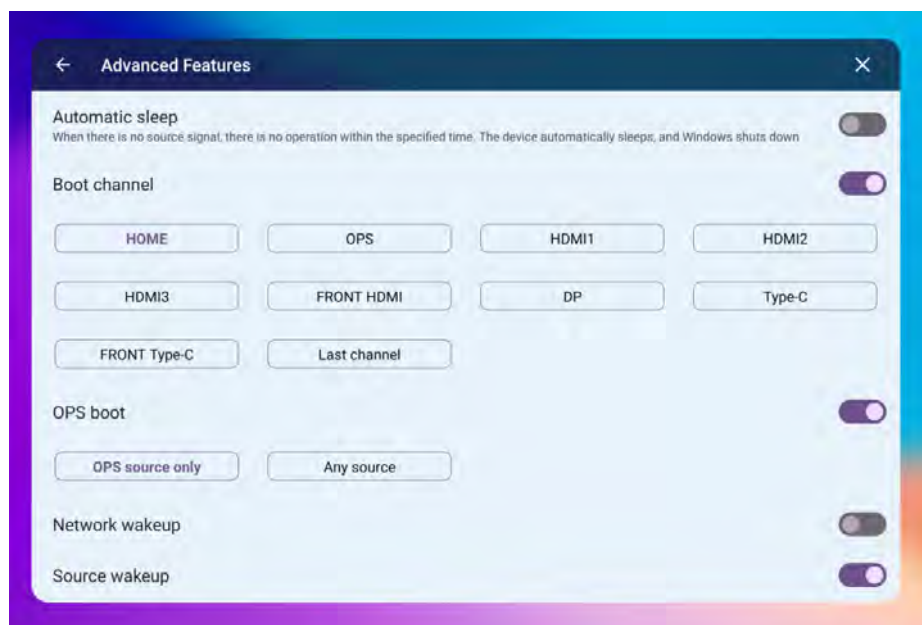 Advanced Features
Automatic sleep
When there is no source signal, there is no operation within the specified time. The device automatically sleeps, and Windows shuts down
Boot channel
HOME OPS HDMI1 HDMI2
HDMI3 FRONT HDMI DP Type-C
FRONT Type-C Last channel
OPS boot
OPS source only Any source
Network wakeup
Source wakeup